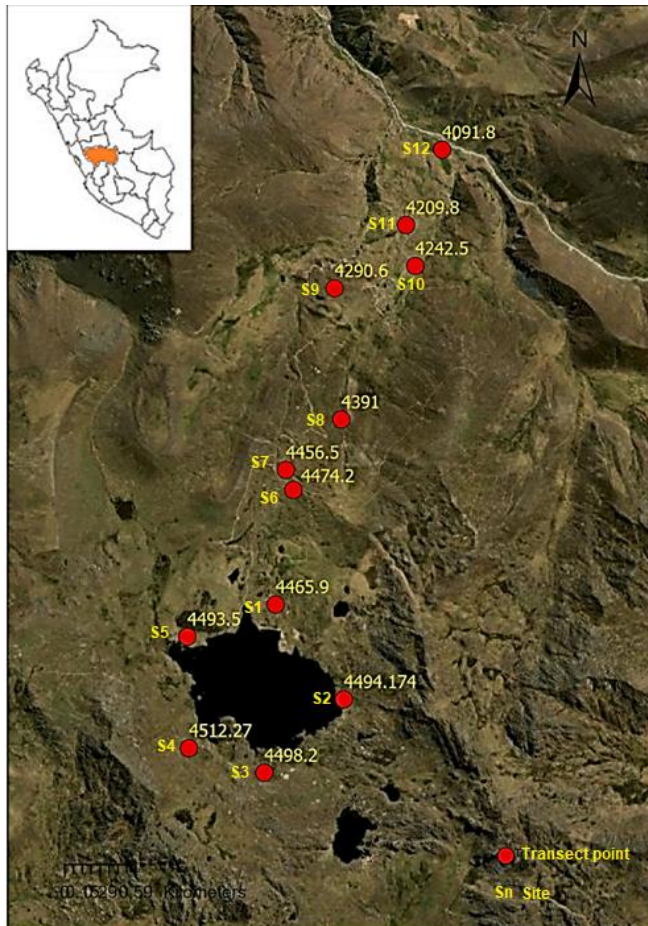 N
4091.8
S12
4209.8
S11
4242.5
4290.6
S10
S9
4391
S8
4456.5
S7
4474.2
S6
4465.9
S1
4493.5
S5
4494.174
S2
4512.27
S4
4498.2
S3
Transect point
Kilometers
Sn Site